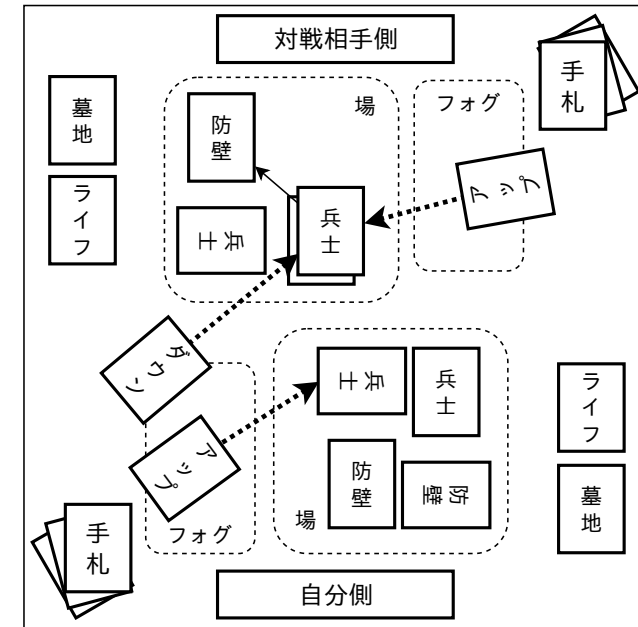 対戦相手側
墓地
ライフ
防壁
場
兵士
兵士
フォグ
アップ
手札
ダウン
アップ
フォグ
手札
兵士
兵士
防壁
防壁
場
ライフ
墓地
自分側